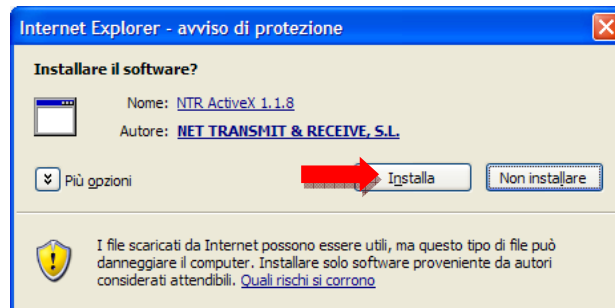 Internet Explorer - avviso di protezione
Installare il software?
Nome: NTR ActiveX 1.1.8
Autore: NET TRANSMIT & RECEIVE, S.L.
Più opzioni
Installa
Non installare
I file scaricati da Internet possono essere utili, ma questo tipo di file può
danneggiare il computer. Installare solo software proveniente da autori
considerati attendibili. Quali rischi si corrono